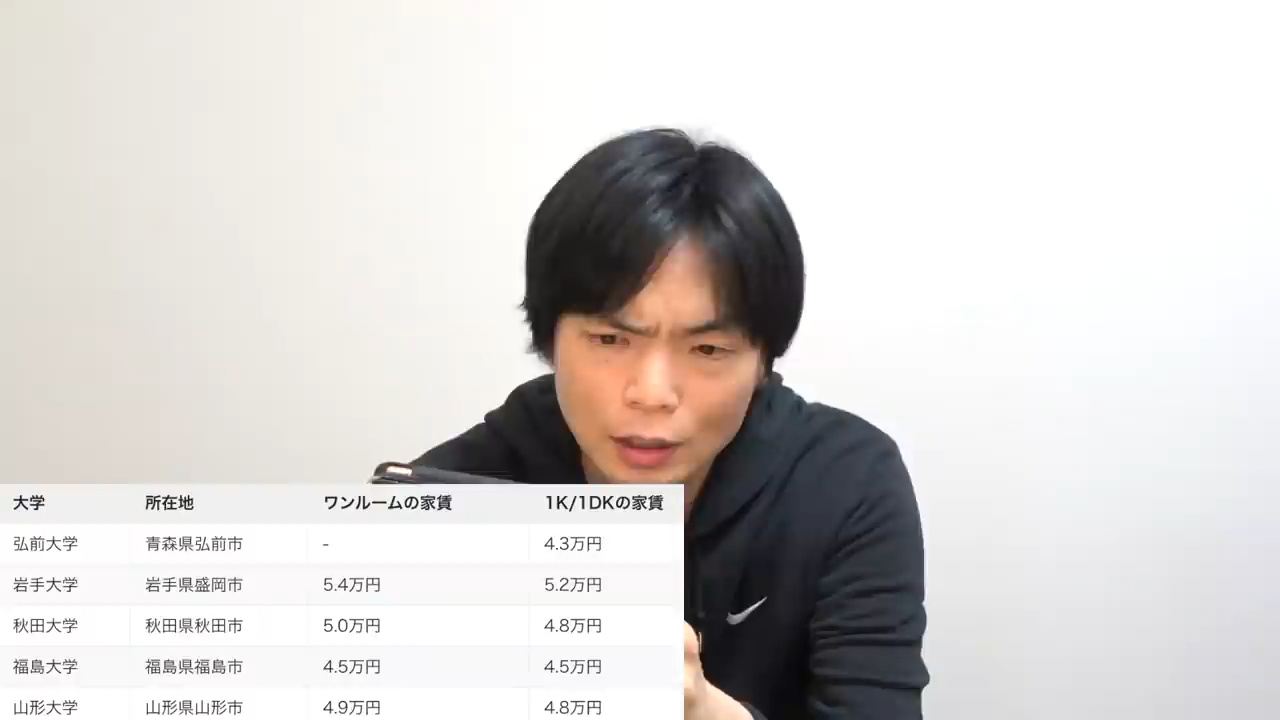 大学 所在地 ワンルームの家賃 1K/1DKの家賃
弘前大学 青森県弘前市 - 4.3万円
岩手大学 岩手県盛岡市 5.4万円 5.2万円
秋田大学 秋田県秋田市 5.0万円 4.8万円
福島大学 福島県福島市 4.5万円 4.5万円
山形大学 山形県山形市 4.9万円 4.8万円